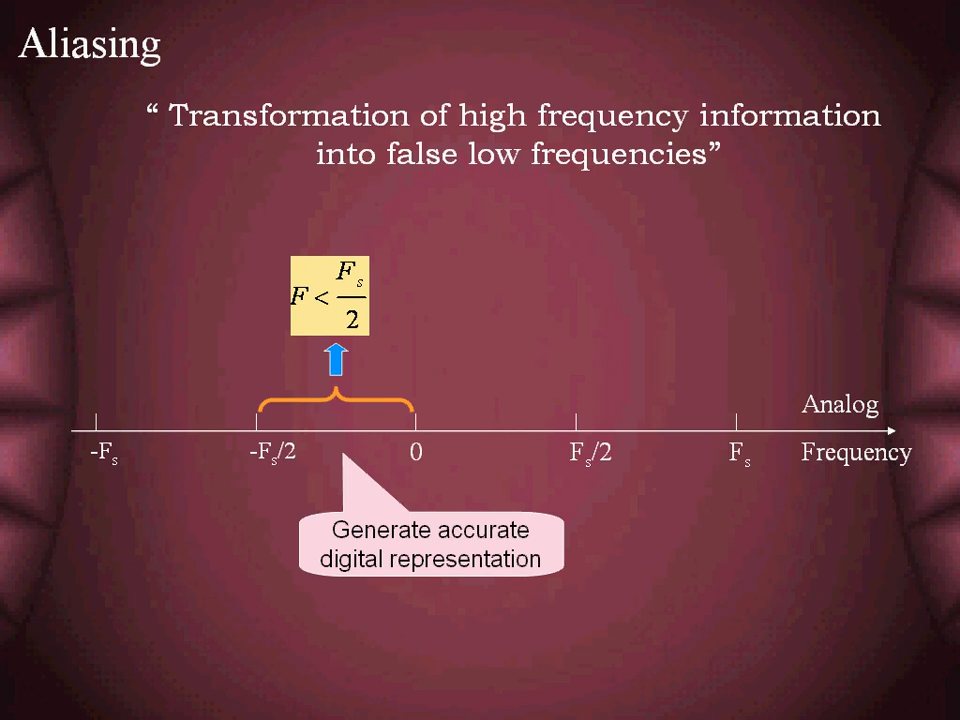 Aliasing
“ Transformation of high frequency information
into false low frequencies”
F < Fs/2
Analog
-Fs -Fs/2 0 Fs/2 Fs Frequency
Generate accurate
digital representation